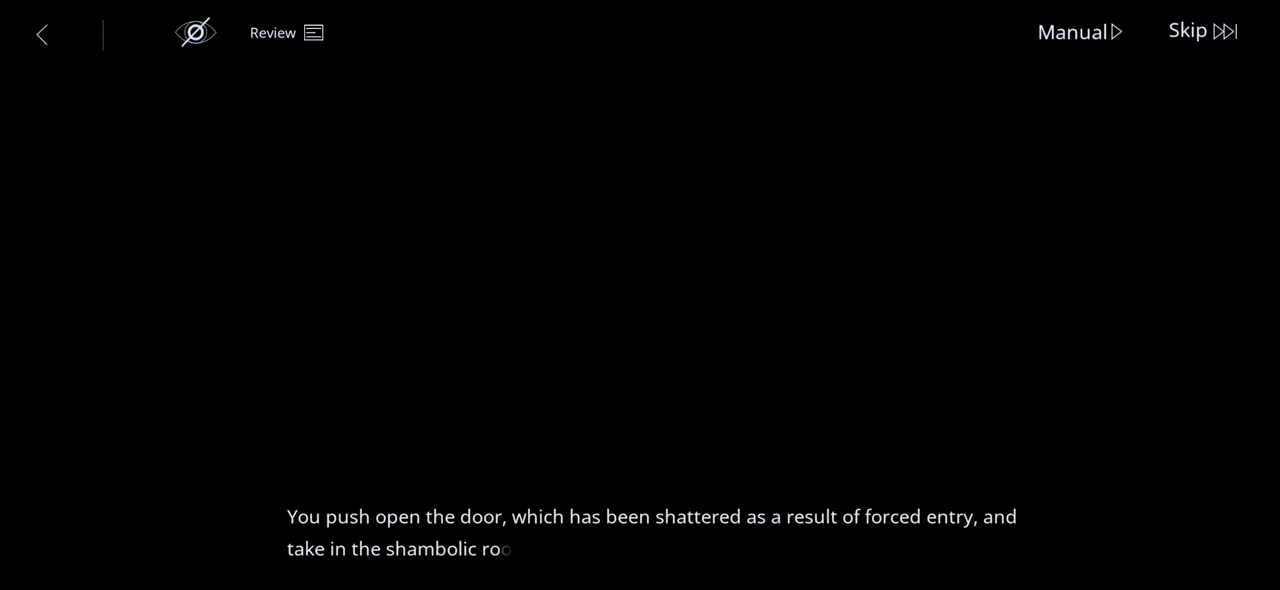 Review
Manual
Skip
You push open the door, which has been shattered as a result of forced entry, and
take in the shambolic roo